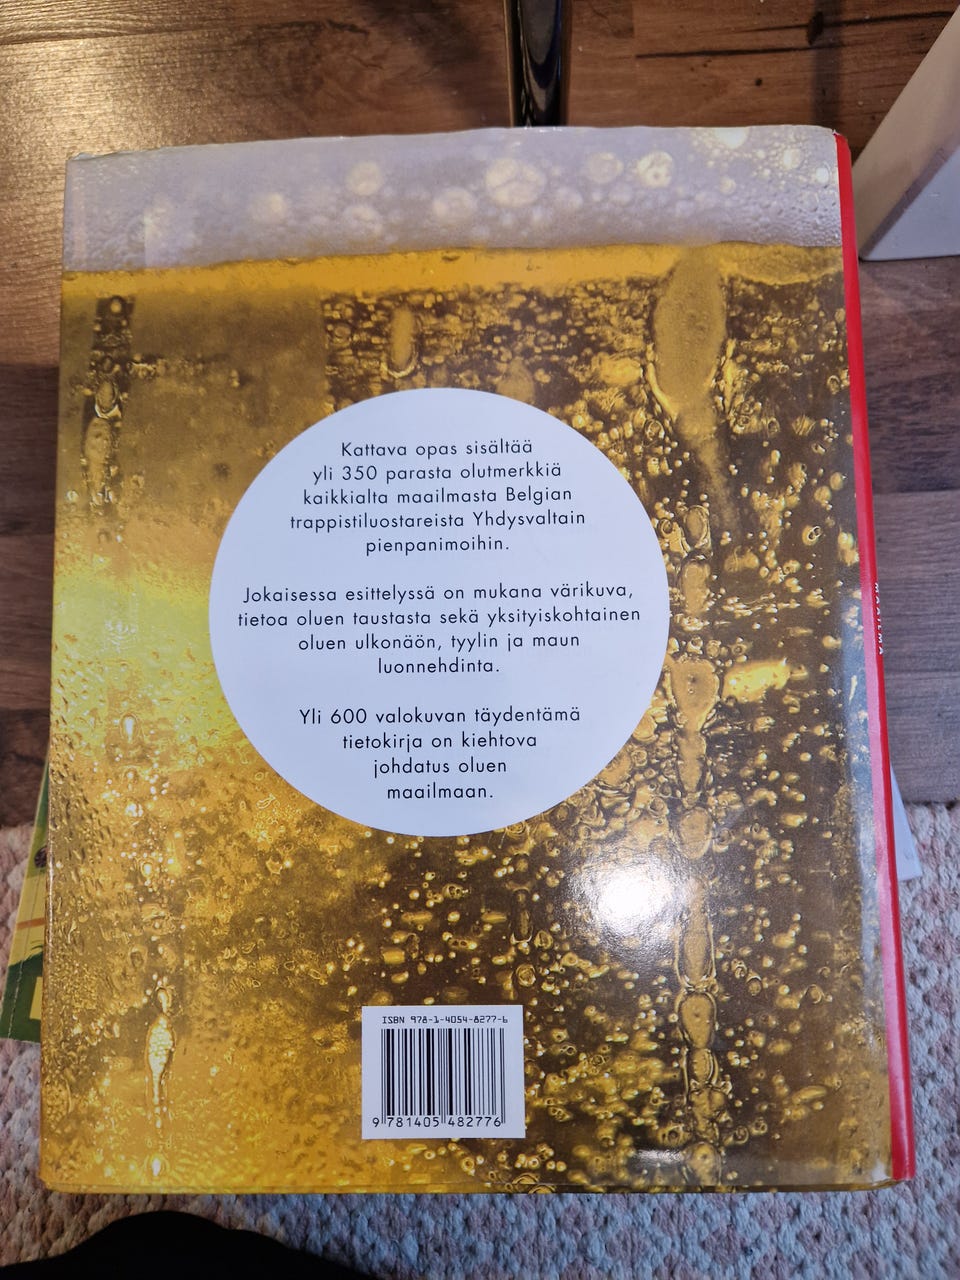 Kattava opas sisältää
yli 350 parasta olutmerkkiä
kaikkialta maailmasta Belgian
trappistiluostareista Yhdysvaltain
pienpanimoihin.
Jokaisessa esittelyssä on mukana värikuva,
tietoa oluen taustasta sekä yksityiskohtainen
oluen ulkonäön, tyylin ja maun
luonnehdinta.
Yli 600 valokuvan täydentämä
tietokirja on kiehtova
johdatus oluen
maailmaan.
MAAILMA
ISBN 978-1-4054-8277-6
9 781405 482776